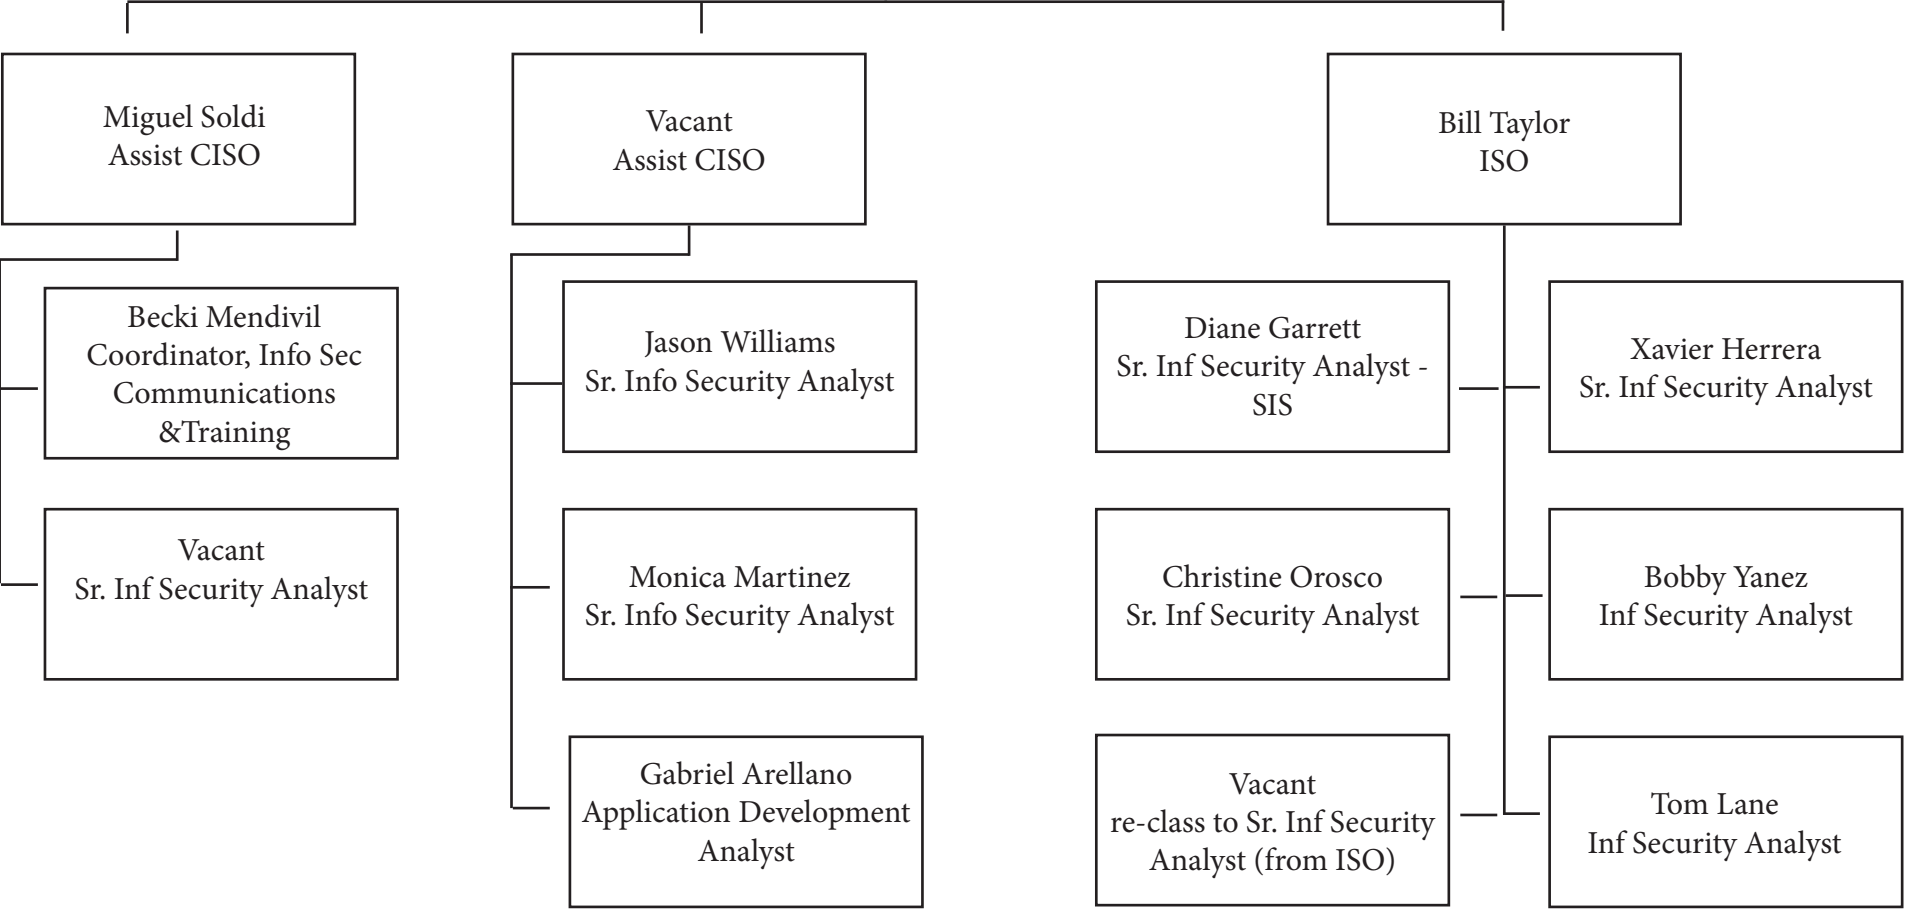 Miguel Soldi
Assist CISO
Vacant
Assist CISO
Bill Taylor
ISO
Becki Mendivil
Coordinator, Info Sec
Communications
&Training
Vacant
Sr. Inf Security Analyst
Jason Williams
Sr. Info Security Analyst
Monica Martinez
Sr. Info Security Analyst
Gabriel Arellano
Application Development
Analyst
Diane Garrett
Sr. Inf Security Analyst -
SIS
Christine Orosco
Sr. Inf Security Analyst
Vacant
re-class to Sr. Inf Security
Analyst (from ISO)
Xavier Herrera
Sr. Inf Security Analyst
Bobby Yanez
Inf Security Analyst
Tom Lane
Inf Security Analyst